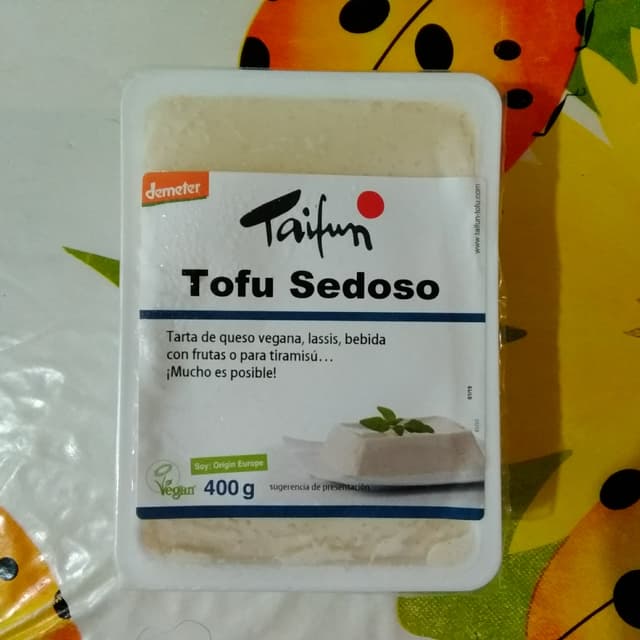 demeter
Taifun
www.taifun-tofu.com
Tofu Sedoso
Tarta de queso vegana, lassis, bebida
con frutas o para tiramisú...
¡Mucho es posible!
Soy: Origin Europe
Vegan
400 g
sugerencia de presentación